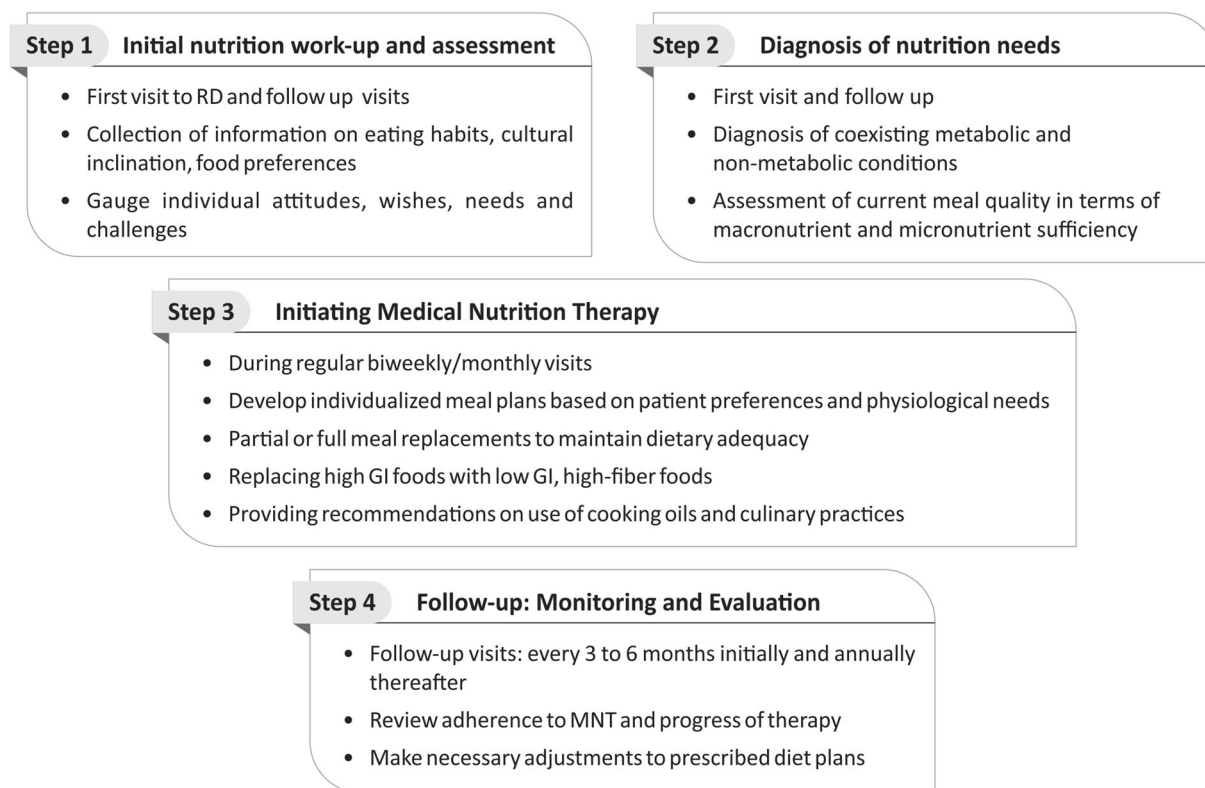 Step 1 Initial nutrition work-up and assessment
• First visit to RD and follow up visits
• Collection of information on eating habits, cultural
inclination, food preferences
• Gauge individual attitudes, wishes, needs and
challenges
Step 2 Diagnosis of nutrition needs
• First visit and follow up
• Diagnosis of coexisting metabolic and
non-metabolic conditions
• Assessment of current meal quality in terms of
macronutrient and micronutrient sufficiency
Step 3 Initiating Medical Nutrition Therapy
• During regular biweekly/monthly visits
• Develop individualized meal plans based on patient preferences and physiological needs
• Partial or full meal replacements to maintain dietary adequacy
• Replacing high GI foods with low GI, high-fiber foods
• Providing recommendations on use of cooking oils and culinary practices
Step 4 Follow-up: Monitoring and Evaluation
• Follow-up visits: every 3 to 6 months initially and annually
thereafter
• Review adherence to MNT and progress of therapy
• Make necessary adjustments to prescribed diet plans